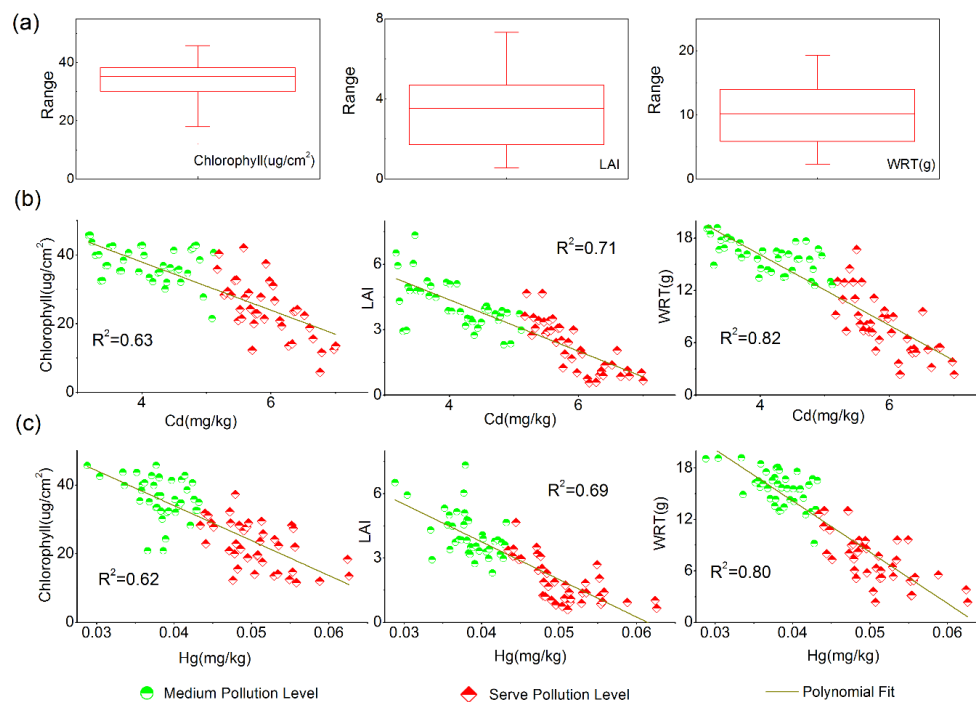 (a)
Range
0
20
40
Chlorophyll(ug/cm²)
Range
0
4
8
LAI
Range
0
10
20
WRT(g)
(b)
Chlorophyll(ug/cm²)
0
20
40
R²=0.63
4
6
Cd(mg/kg)
LAI
0
3
6
R²=0.71
4
6
Cd(mg/kg)
WRT(g)
0
6
12
18
R²=0.82
4
6
Cd(mg/kg)
(c)
Chlorophyll(ug/cm²)
0
20
40
R²=0.62
0.03
0.04
0.05
0.06
Hg(mg/kg)
LAI
0
3
6
R²=0.69
0.03
0.04
0.05
0.06
Hg(mg/kg)
WRT(g)
0
6
12
18
R²=0.80
0.03
0.04
0.05
0.06
Hg(mg/kg)
Medium Pollution Level
Serve Pollution Level
Polynomial Fit